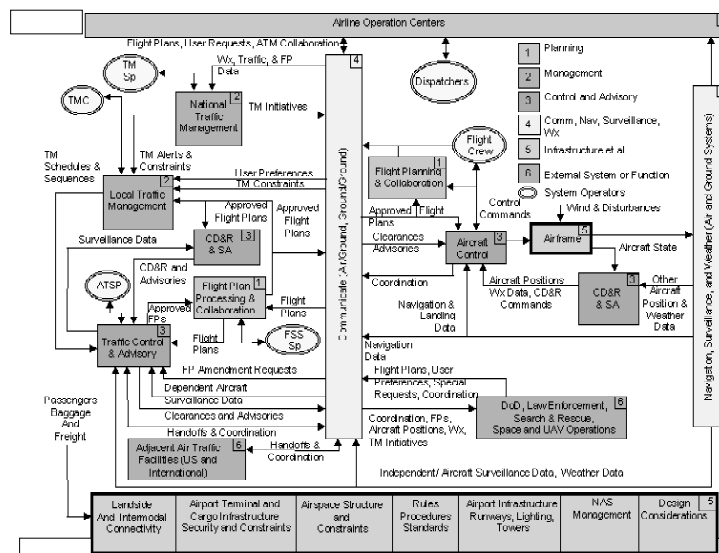 Airline Operation Centers
Flight Plans, User Requests, ATM Collaboration
Wx, Traffic, & FP
Data
TM
Sp
TMC
2
National
Traffic
Management
TM Initiatives
4
Dispatchers
1 Planning
2 Management
3 Control and Advisory
4 Comm, Nav, Surveillance,
Wx
5 Infrastructure et al
6 External System or Function
System Operators
Flight
Crew
1
Flight Planning
& Collaboration
TM
Schedules &
Sequences
TM Alerts &
Constraints
User Preferences
TM Constraints
2
Local Traffic
Management
Approved
Flight Plans
Approved
Flight
Plans
Surveillance Data
CD&R
& SA
3
CD&R and
Advisories
ATSP
Flight Plan
Processing &
Collaboration
1
Approved
FPs
Flight
Plans
Flight
Plans
FSS
Sp
3
Traffic Control
& Advisory
FP Amendment Requests
Dependent Aircraft
Surveillance Data
Clearances and Advisories
Handoffs & Coordination
Passengers
Baggage
And
Freight
6
Adjacent Air Traffic
Facilities (US and
International)
Handoffs &
Coordination
Communicate (Air/Ground, Ground/Ground)
Approved Flight
Plans
Clearances
Advisories
Coordination
Control
Commands
3
Aircraft
Control
Wind & Disturbances
5
Airframe
Aircraft State
Aircraft Positions
Wx Data, CD&R
Commands
3
CD&R
& SA
Other
Aircraft
Position &
Weather
Data
Navigation &
Landing
Data
Navigation
Data
Flight Plans, User
Preferences, Special
Requests, Coordination
6
DoD, Law Enforcement,
Search & Rescue,
Space and UAV Operations
Coordination, FPs,
Aircraft Positions, Wx,
TM Initiatives
Independent/ Aircraft Surveillance Data, Weather Data
Navigation, Surveillance, and Weather (Air and Ground Systems)
Landside
And Intermodal
Connectivity
Airport Terminal and
Cargo Infrastructure
Security and Constraints
Airspace Structure
and
Constraints
Rules
Procedures
Standards
Airport Infrastructure
Runways, Lighting,
Towers
NAS
Management
Design
Considerations
5